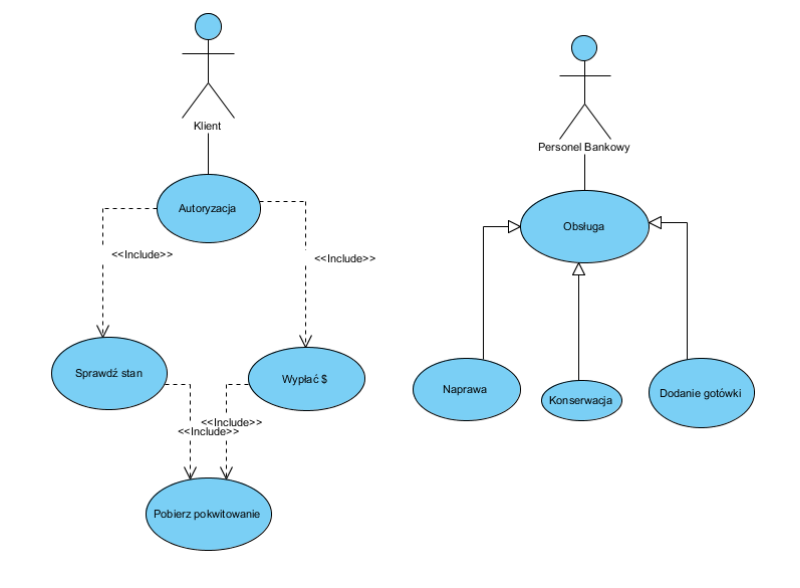 Klient
Personel Bankowy
Autoryzacja
Obsługa
<<Include>>
<<Include>>
Sprawdź stan
Wypłać $
Naprawa
Konserwacja
Dodanie gotówki
<<Include>>
<<Include>>
Pobierz pokwitowanie